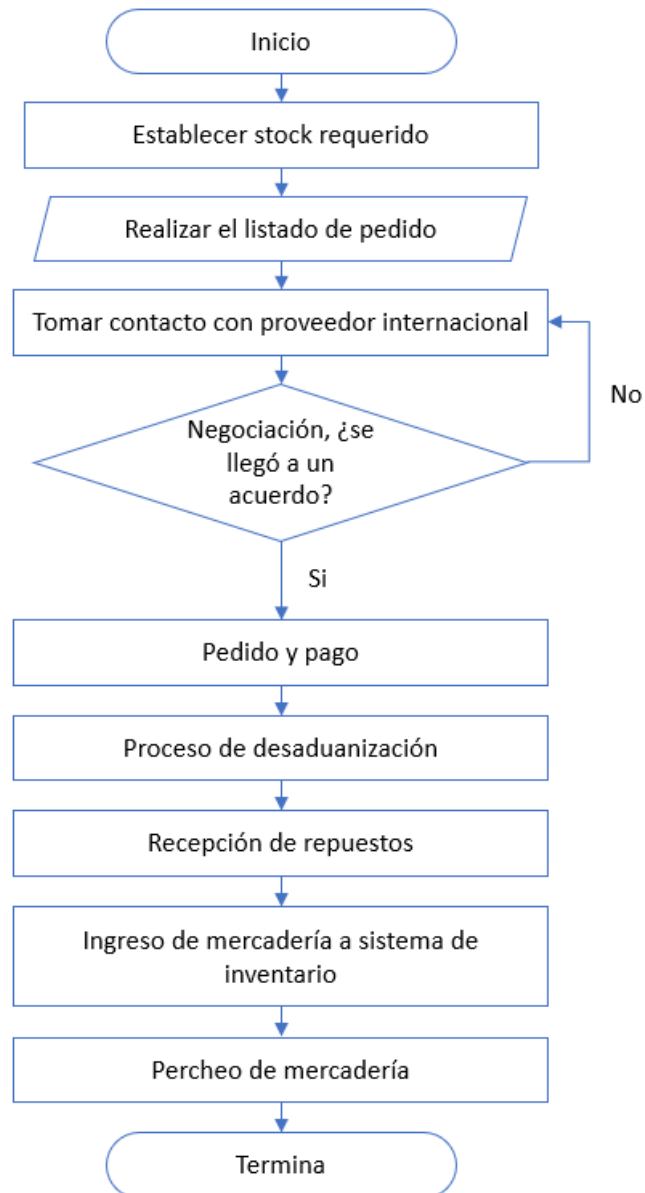 Inicio
Establecer stock requerido
Realizar el listado de pedido
Tomar contacto con proveedor internacional
No
Negociación, ¿se
llegó a un
acuerdo?
Si
Pedido y pago
Proceso de desaduanización
Recepción de repuestos
Ingreso de mercadería a sistema de
inventario
Percheo de mercadería
Termina